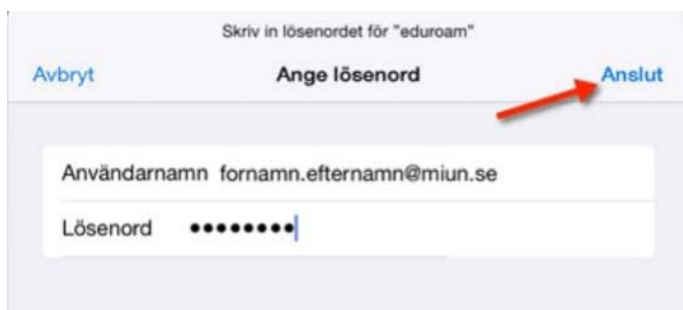 Skriv in lösenordet för "eduroam"
Avbryt Ange lösenord Anslut
Användarnamn fornamn.efternamn@miun.se
Lösenord ••••••••